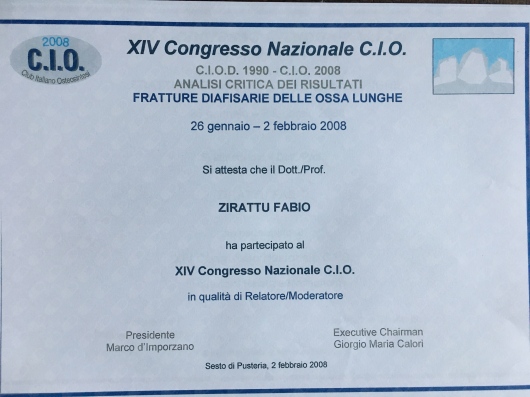 2008
C.I.O.
Club Italiano Osteosintesi
XIV Congresso Nazionale C.I.O.
C.I.O.D. 1990 - C.I.O. 2008
ANALISI CRITICA DEI RISULTATI
FRATTURE DIAFISARIE DELLE OSSA LUNGHE
26 gennaio – 2 febbraio 2008
Si attesta che il Dott./Prof.
ZIRATTU FABIO
ha partecipato al
XIV Congresso Nazionale C.I.O.
in qualità di Relatore/Moderatore
Presidente
Marco d'Imporzano
Executive Chairman
Giorgio Maria Calori
Sesto di Pusteria, 2 febbraio 2008